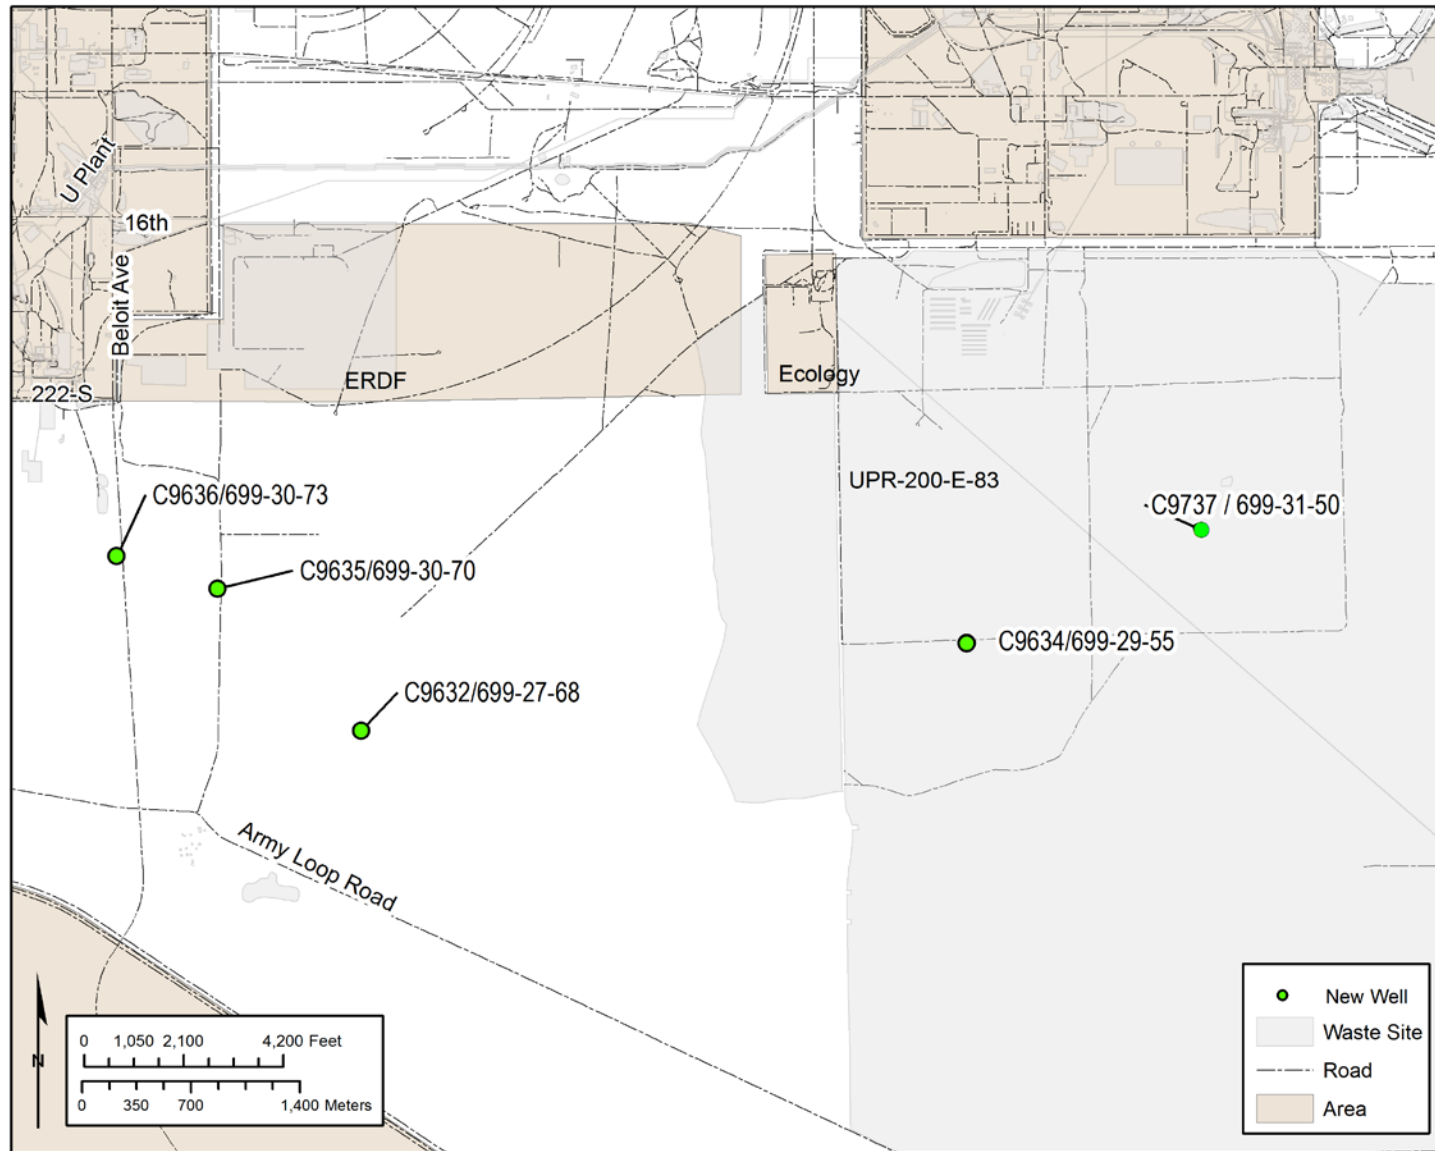 U Plant
16th
Beloit Ave
ERDF
Ecology
222-S
UPR-200-E-83
C9636/699-30-73
C9737 / 699-31-50
C9635/699-30-70
C9634/699-29-55
C9632/699-27-68
Army Loop Road
N
0 1,050 2,100 4,200 Feet
0 350 700 1,400 Meters
New Well
Waste Site
Road
Area